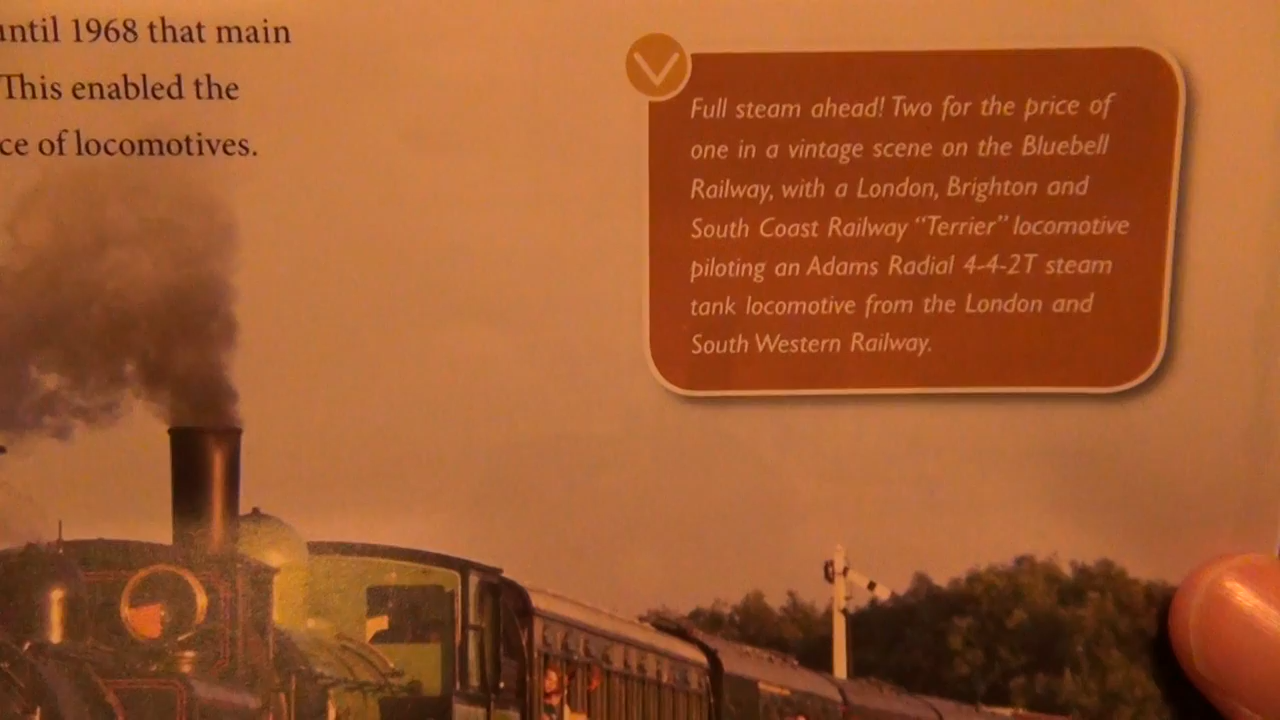 until 1968 that main
This enabled the
ce of locomotives.
Full steam ahead! Two for the price of
one in a vintage scene on the Bluebell
Railway, with a London, Brighton and
South Coast Railway “Terrier” locomotive
piloting an Adams Radial 4-4-2T steam
tank locomotive from the London and
South Western Railway.